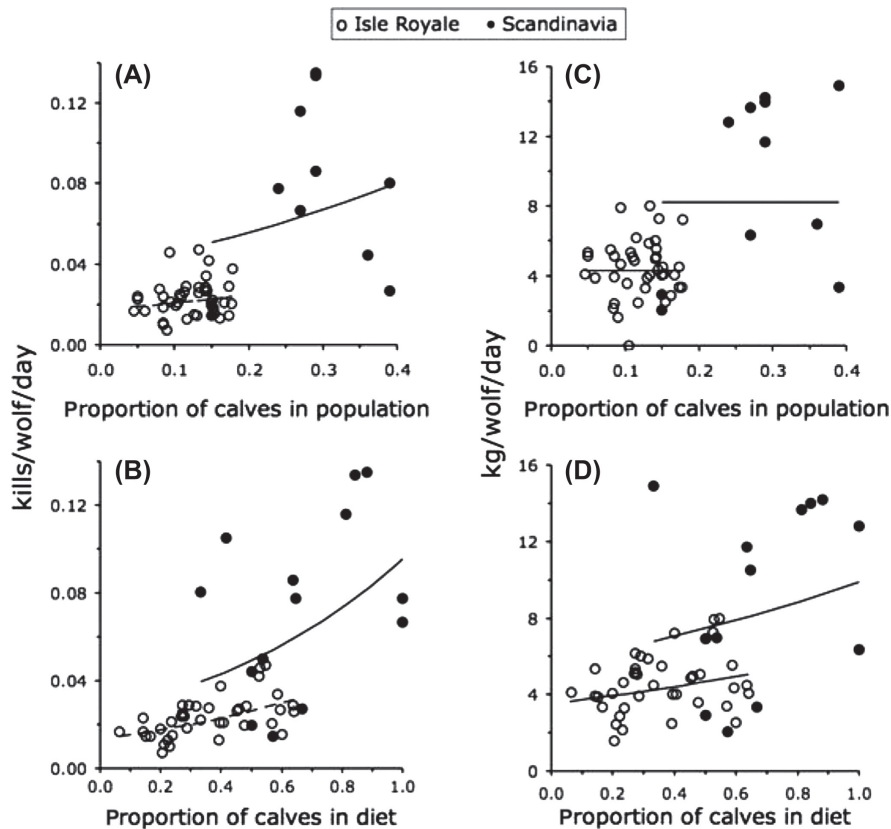 Isle Royale Scandinavia
(A)
(C)
0.12
0.08
0.04
0.00
0.0 0.1 0.2 0.3 0.4
Proportion of calves in population
16
12
8
4
0
0.0 0.1 0.2 0.3 0.4
Proportion of calves in population
kills/wolf/day
kg/wolf/day
(B)
(D)
0.12
0.08
0.04
0.00
0.0 0.2 0.4 0.6 0.8 1.0
Proportion of calves in diet
16
12
8
4
0
0.0 0.2 0.4 0.6 0.8 1.0
Proportion of calves in diet